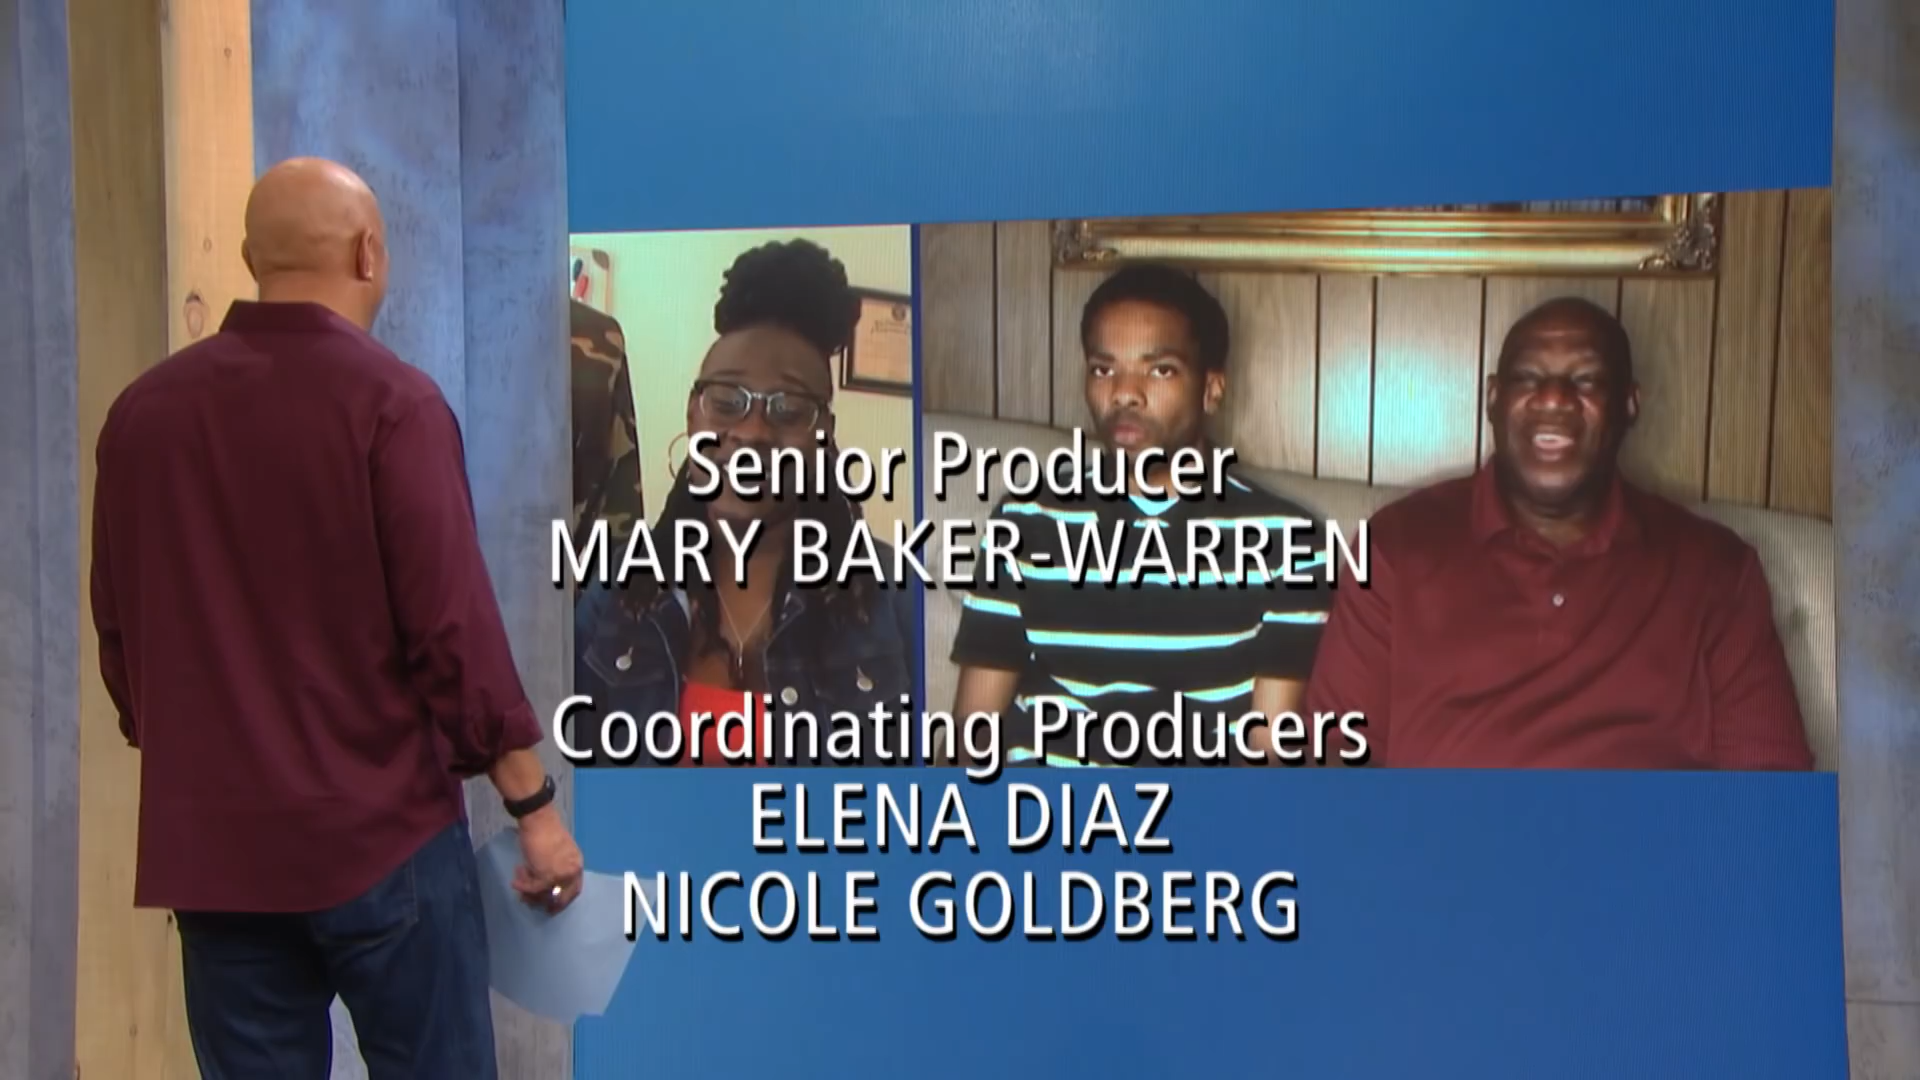 Senior Producer
MARY BAKER-WARREN
Coordinating Producers
ELENA DIAZ
NICOLE GOLDBERG